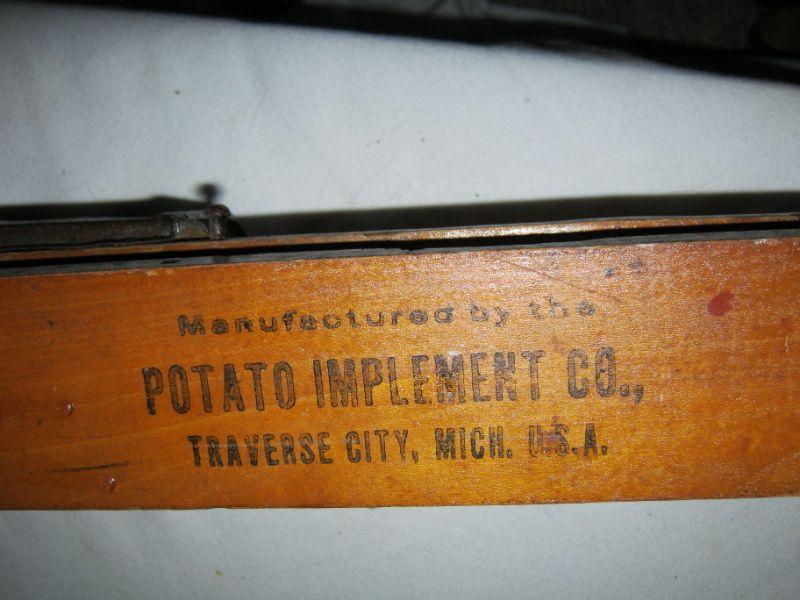 Manufactured by the
POTATO IMPLEMENT CO.,
TRAVERSE CITY, MICH. U.S.A.